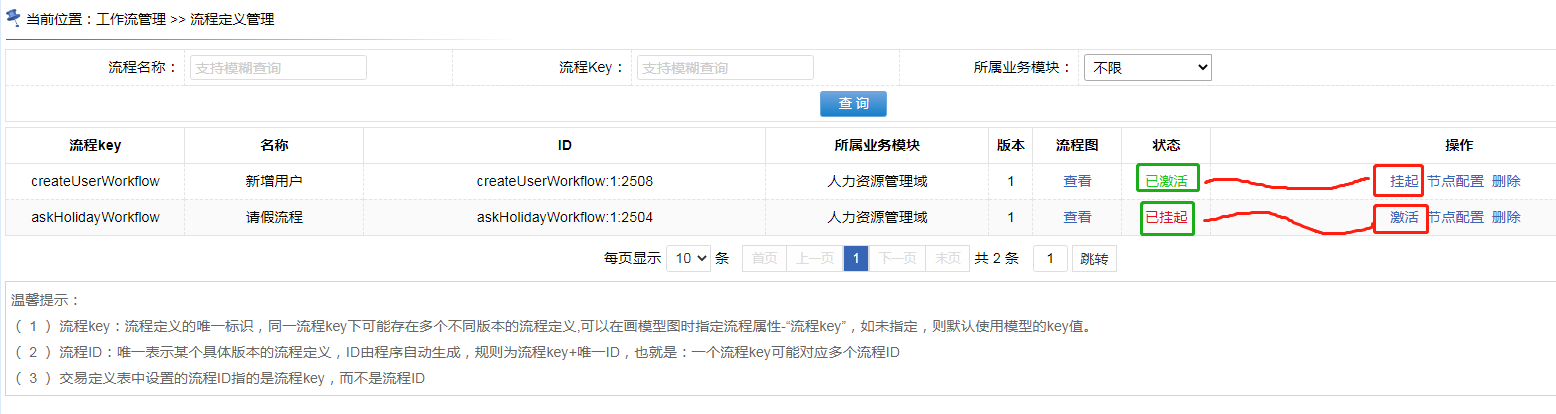 当前位置：工作流管理 >> 流程定义管理
流程名称： 支持模糊查询 流程Key： 支持模糊查询 所属业务模块： 不限
查 询
流程key 名称 ID 所属业务模块 版本 流程图 状态 操作
createUserWorkflow 新增用户 createUserWorkflow:1:2508 人力资源管理域 1 查看 已激活 挂起 节点配置 删除
askHolidayWorkflow 请假流程 askHolidayWorkflow:1:2504 人力资源管理域 1 查看 已挂起 激活 节点配置 删除
每页显示 10 条 首页 上一页 1 下一页 末页 共 2 条 1 跳转
温馨提示：
（ 1 ）流程key：流程定义的唯一标识，同一流程key下可能存在多个不同版本的流程定义,可以在画模型图时指定流程属性-“流程key”，如未指定，则默认使用模型的key值。
（ 2 ）流程ID：唯一表示某个具体版本的流程定义，ID由程序自动生成，规则为流程key+唯一ID，也就是：一个流程key可能对应多个流程ID
（ 3 ）交易定义表中设置的流程ID指的是流程key，而不是流程ID